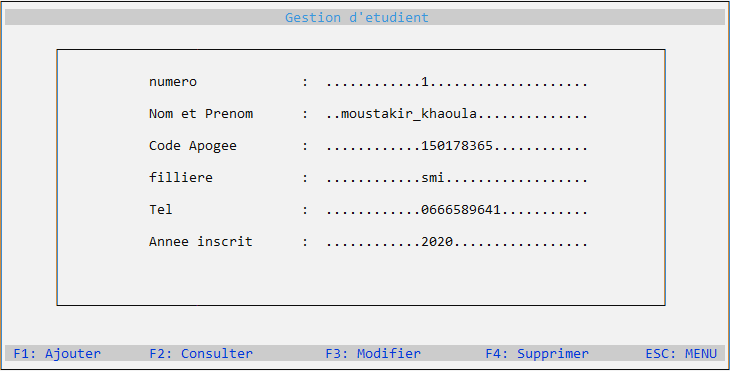 Gestion d'etudient
numero : ............1....................
Nom et Prenom : ..moustakir_khaoula..............
Code Apogee : ............150178365............
filliere : ............smi..................
Tel : ............0666589641...........
Annee inscrit : ............2020.................
F1: Ajouter F2: Consulter F3: Modifier F4: Supprimer ESC: MENU